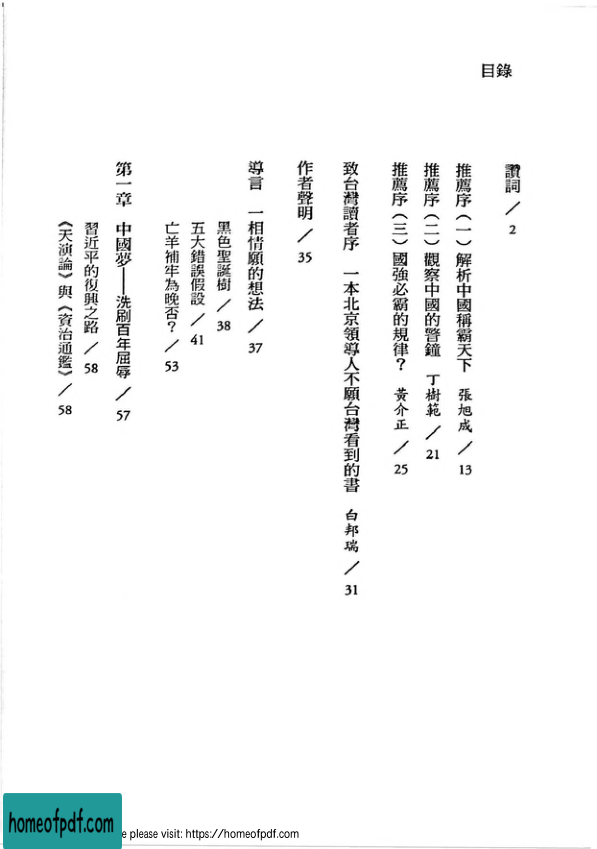 目錄
讚詞／2
推薦序（一）解析中國稱霸天下 張旭成／13
推薦序（二）觀察中國的警鐘 丁樹範／21
推薦序（三）國強必霸的規律？ 黃介正／25
致台灣讀者序 一本北京領導人不願台灣看到的書 白邦瑞／31
作者聲明／35
導言 一相情願的想法／37
黑色聖誕樹／38
五大錯誤假設／41
亡羊補牢為晚否？／53
第一章 中國夢——洗刷百年屈辱／57
習近平的復興之路／58
《天演論》與《資治通鑑》／58
homeofpdf.com
e please visit: https://homeofpdf.com